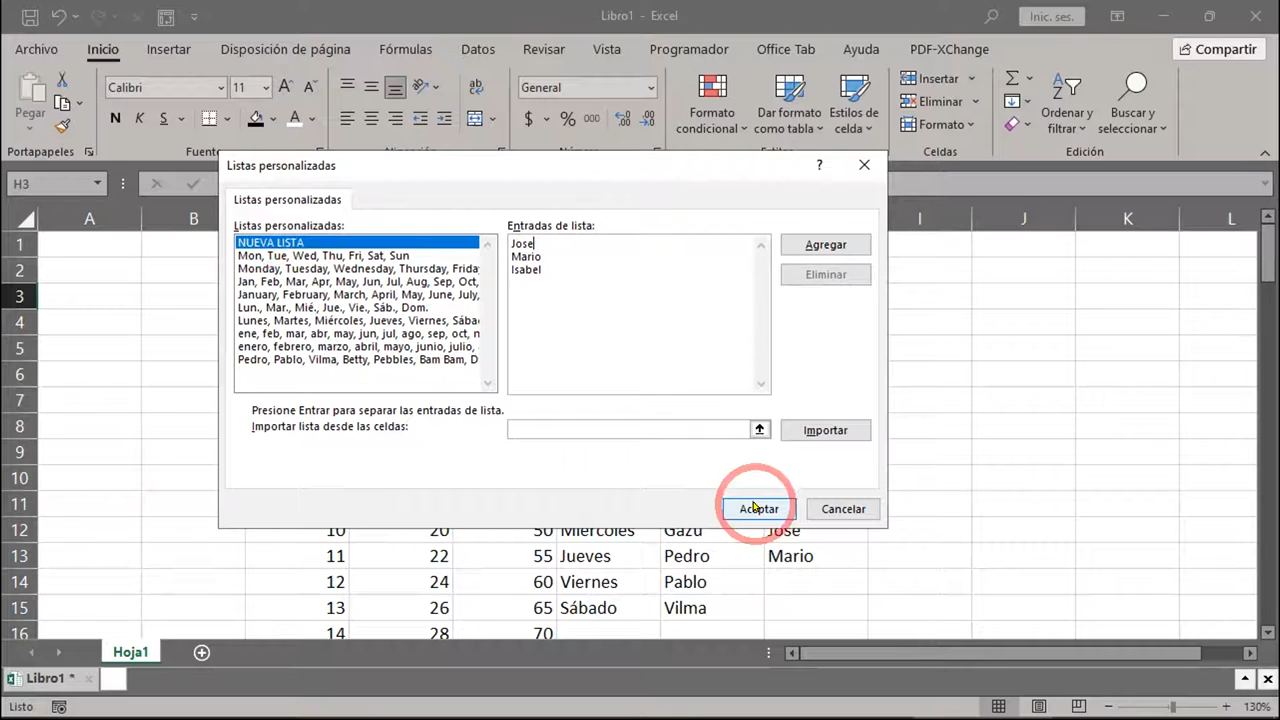 Libro1 - Excel
Inic. ses.
Archivo Inicio Insertar Disposición de página Fórmulas Datos Revisar Vista Programador Office Tab Ayuda PDF-XChange Compartir
Pegar
Calibri 11
N K S
General
$ % 000
Formato condicional
Dar formato como tabla
Estilos de celda
Insertar
Eliminar
Formato
Ordenar y filtrar
Buscar y seleccionar
Portapapeles Fuente Celdas Edición
H3
A B I J K L
Listas personalizadas ?
Listas personalizadas
Listas personalizadas:
NUEVA LISTA
Mon, Tue, Wed, Thu, Fri, Sat, Sun
Monday, Tuesday, Wednesday, Thursday, Friday
Jan, Feb, Mar, Apr, May, Jun, Jul, Aug, Sep, Oct,
January, February, March, April, May, June, July,
Lun., Mar., Mié., Jue., Vie., Sáb., Dom.
Lunes, Martes, Miércoles, Jueves, Viernes, Sába
ene, feb, mar, abr, may, jun, jul, ago, sep, oct, n
enero, febrero, marzo, abril, mayo, junio, julio,
Pedro, Pablo, Vilma, Betty, Pebbles, Bam Bam, D
Entradas de lista:
Jose
Mario
Isabel
Agregar
Eliminar
Presione Entrar para separar las entradas de lista.
Importar lista desde las celdas:
Importar
Aceptar Cancelar
1
2
3
4
5
6
7
8
9
10
11
12 10 20 50 Miércoles Gazú Jose
13 11 22 55 Jueves Pedro Mario
14 12 24 60 Viernes Pablo
15 13 26 65 Sábado Vilma
16 14 28 70
Hoja1
Libro1 *
Listo
130%